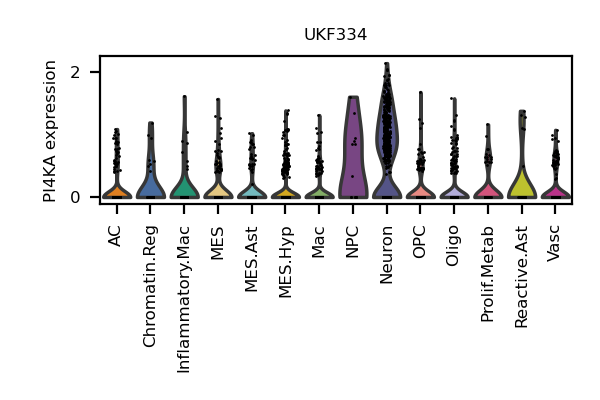 UKF334
PI4KA expression
2
0
AC
Chromatin.Reg
Inflammatory.Mac
MES
MES.Ast
MES.Hyp
Mac
NPC
Neuron
OPC
Oligo
Prolif.Metab
Reactive.Ast
Vasc